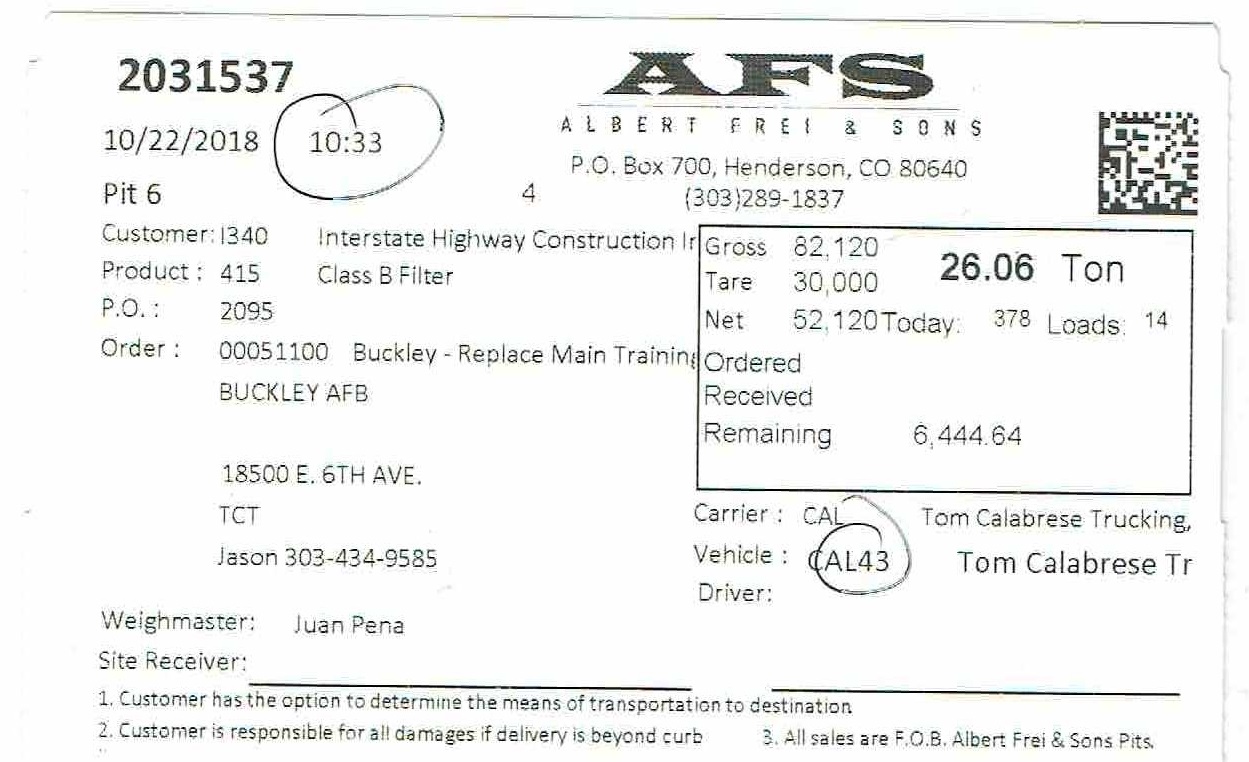 2031537
AFS
ALBERT FREI & SONS
10/22/2018 10:33
P.O. Box 700, Henderson, CO 80640
Pit 6 4
(303)289-1837
Customer: I340 Interstate Highway Construction Ir
Product : 415 Class B Filter
P.O. : 2095
Order : 00051100 Buckley - Replace Main Training
BUCKLEY AFB
18500 E. 6TH AVE.
TCT
Jason 303-434-9585
Gross 82,120 26.06 Ton
Tare 30,000
Net 52,120 Today: 378 Loads: 14
Ordered
Received
Remaining 6,444.64
Carrier : CAL Tom Calabrese Trucking,
Vehicle : CAL43 Tom Calabrese Tr
Driver:
Weighmaster: Juan Pena
Site Receiver:
1. Customer has the option to determine the means of transportation to destination
2. Customer is responsible for all damages if delivery is beyond curb 3. All sales are F.O.B. Albert Frei & Sons Pits.